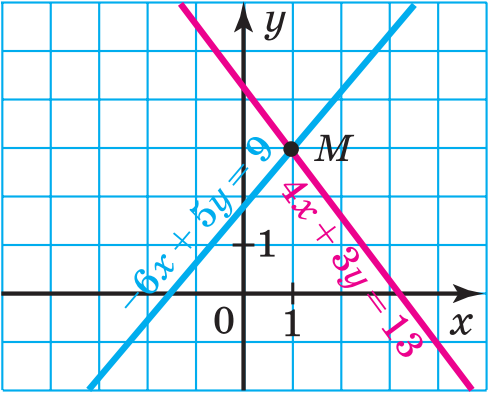 y
M
−6x + 5y = 9
4x + 3y = 13
1
0
1
x